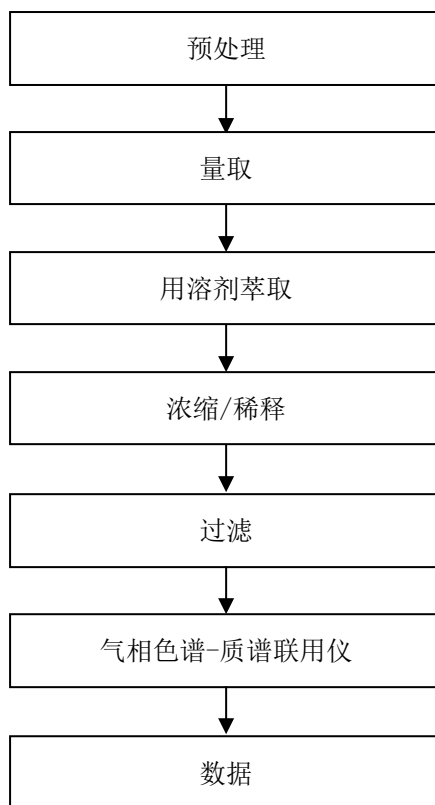 预处理
量取
用溶剂萃取
浓缩/稀释
过滤
气相色谱-质谱联用仪
数据